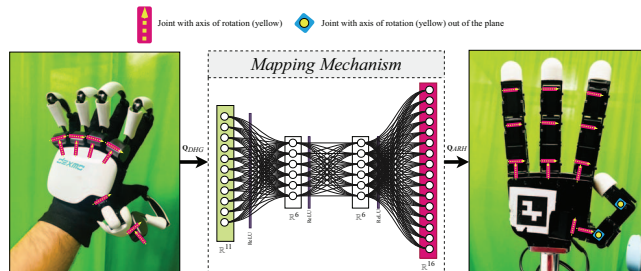 Joint with axis of rotation (yellow)
Joint with axis of rotation (yellow) out of the plane
Mapping Mechanism
Q_DHG
Q_ARH
ReLU
ReLU
ReLU
11
6
6
16